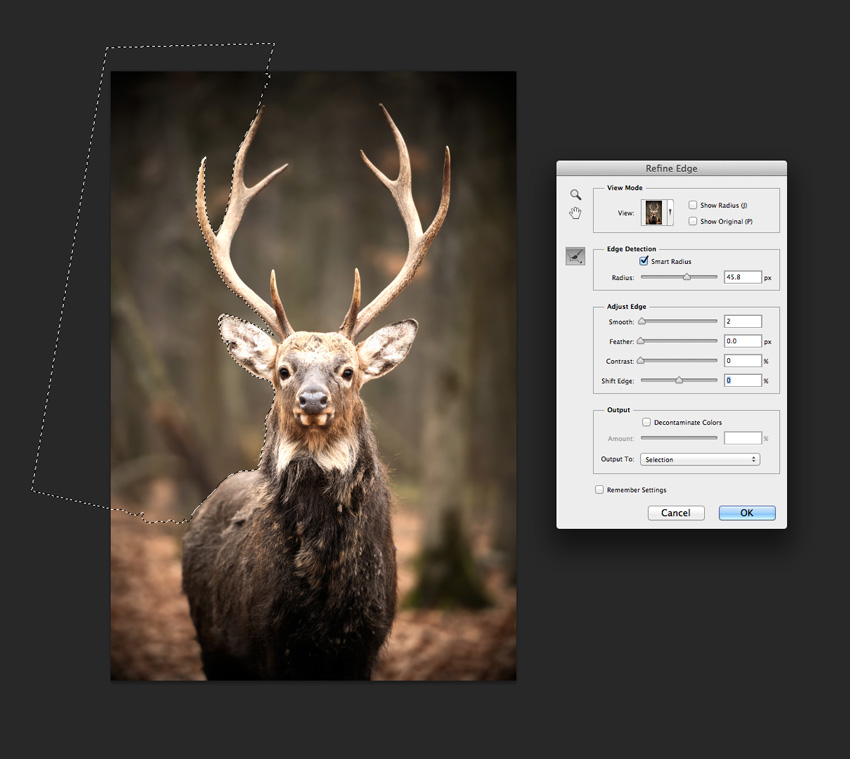 Refine Edge
View Mode
View:
Show Radius (J)
Show Original (P)
Edge Detection
Smart Radius
Radius: 45.8 px
Adjust Edge
Smooth: 2
Feather: 0.0 px
Contrast: 0 %
Shift Edge: 0 %
Output
Decontaminate Colors
Amount: %
Output To: Selection
Remember Settings
Cancel OK